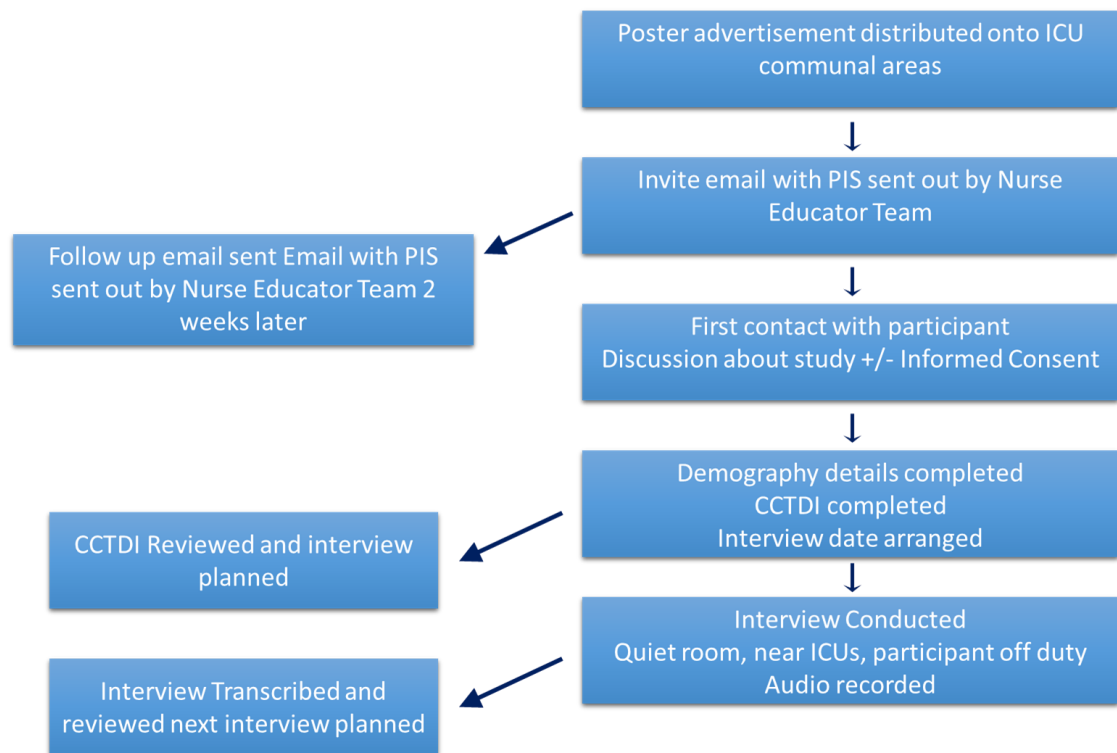 Poster advertisement distributed onto ICU
communal areas
Invite email with PIS sent out by Nurse
Educator Team
Follow up email sent Email with PIS
sent out by Nurse Educator Team 2
weeks later
First contact with participant
Discussion about study +/- Informed Consent
Demography details completed
CCTDI completed
Interview date arranged
CCTDI Reviewed and interview
planned
Interview Conducted
Quiet room, near ICUs, participant off duty
Audio recorded
Interview Transcribed and
reviewed next interview planned